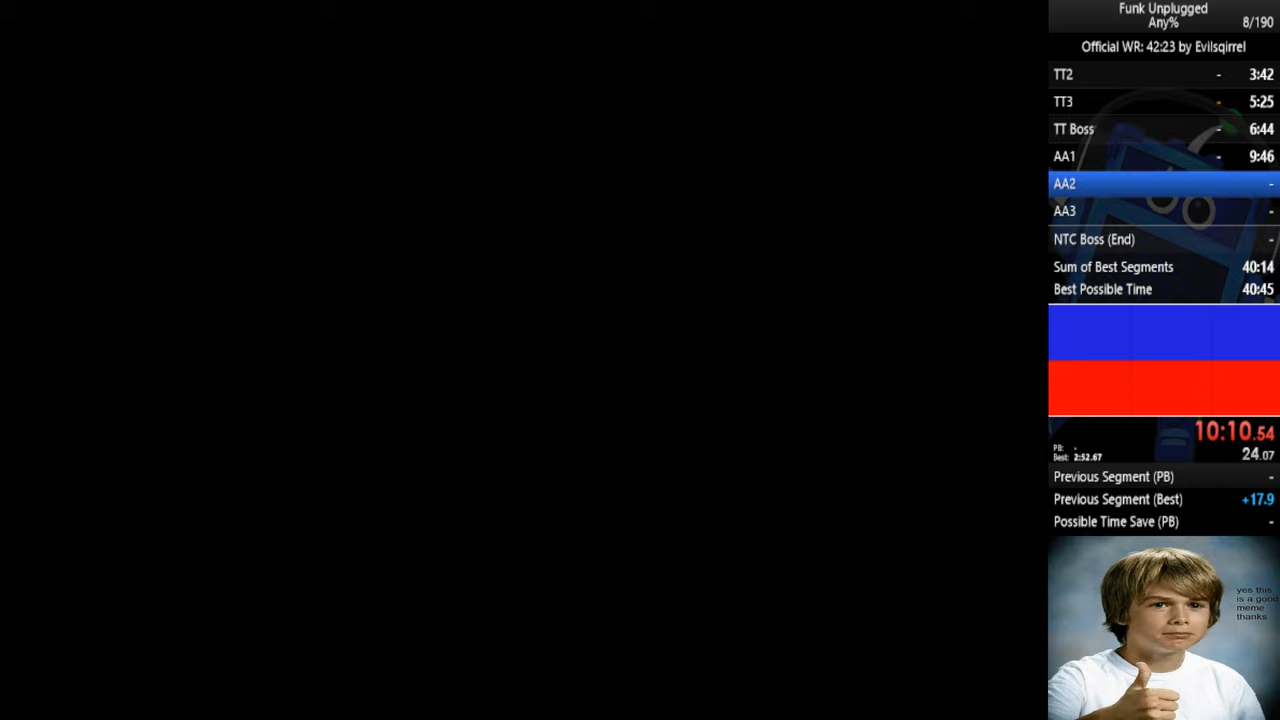 Funk Unplugged
Any% 8/190
Official WR: 42:23 by Evilsqirrel
TT2 - 3:42
TT3 - 5:25
TT Boss - 6:44
AA1 - 9:46
AA2 -
AA3 -
NTC Boss (End) -
Sum of Best Segments 40:14
Best Possible Time 40:45
10:10.54
PB: -
Best: 2:52.67 24.07
Previous Segment (PB) -
Previous Segment (Best) +17.9
Possible Time Save (PB) -
yes this
is a good
meme
thanks